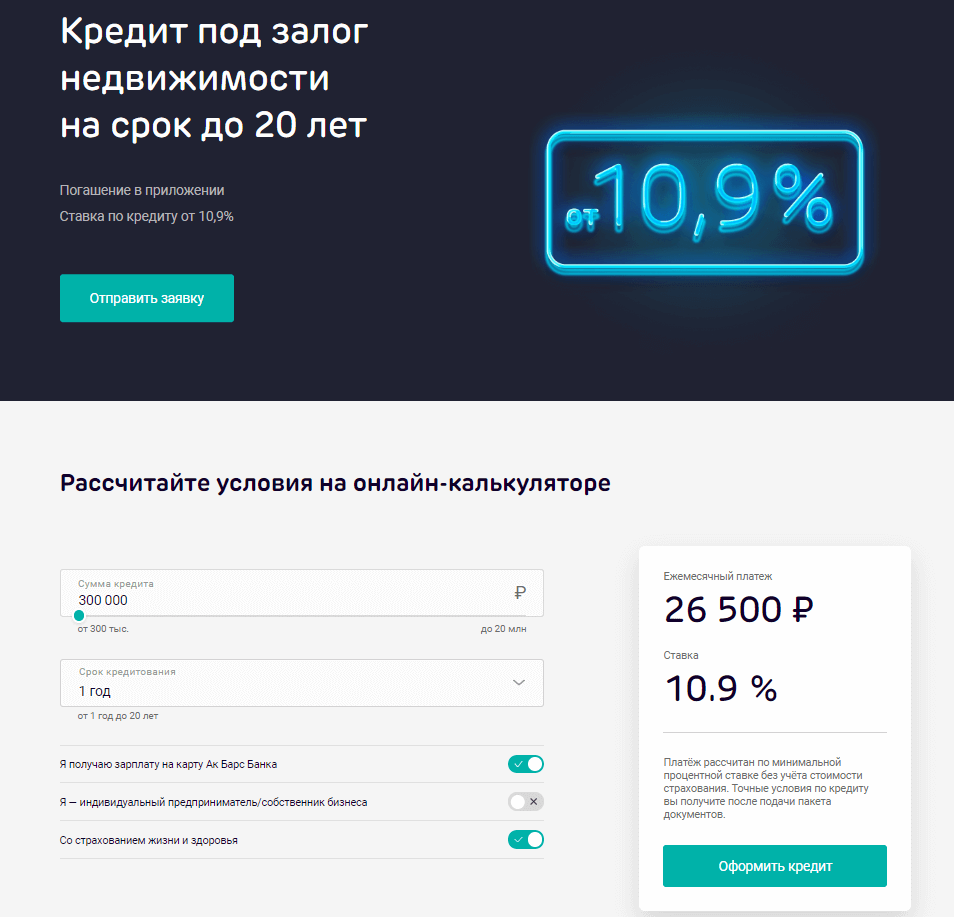 Кредит под залог
недвижимости
на срок до 20 лет
Погашение в приложении
Ставка по кредиту от 10,9%
Отправить заявку
от 10,9%
Рассчитайте условия на онлайн-калькуляторе
Сумма кредита
300 000 ₽
от 300 тыс. до 20 млн
Срок кредитования
1 год
от 1 год до 20 лет
Я получаю зарплату на карту Ак Барс Банка
Я — индивидуальный предприниматель/собственник бизнеса
Со страхованием жизни и здоровья
Ежемесячный платеж
26 500 ₽
Ставка
10.9 %
Платёж рассчитан по минимальной
процентной ставке без учёта стоимости
страхования. Точные условия по кредиту
вы получите после подачи пакета
документов.
Оформить кредит